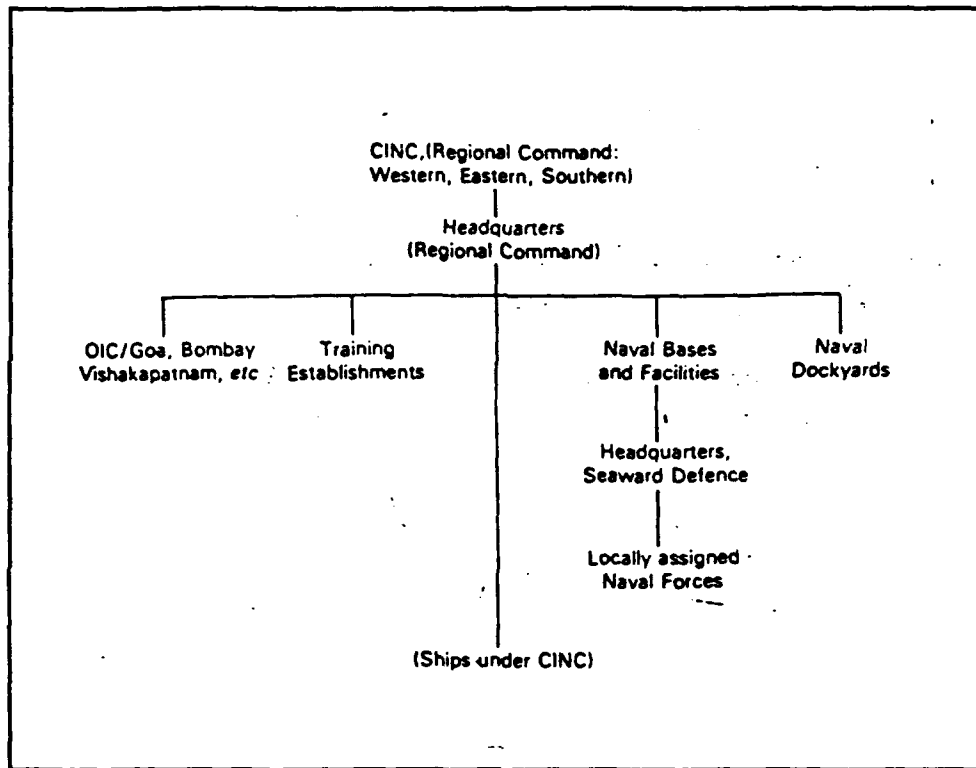 CINC,(Regional Command:
Western, Eastern, Southern)
Headquarters
(Regional Command)
OIC/Goa, Bombay
Vishakapatnam, etc
Training
Establishments
Naval Bases
and Facilities
Naval
Dockyards
Headquarters,
Seaward Defence
Locally assigned
Naval Forces
(Ships under CINC)